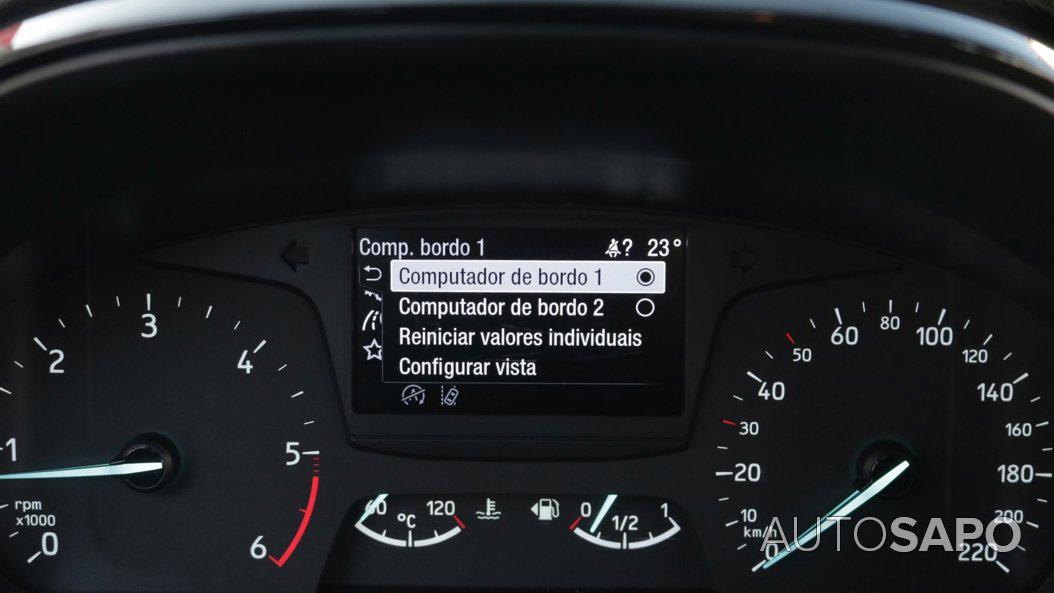 Comp. bordo 1 ? 23°
Computador de bordo 1
Computador de bordo 2
Reiniciar valores individuais
Configurar vista
0
1
2
3
4
5
6
rpm
x1000
60
120
°C
0
1/2
1
0
10
20
30
40
50
60
80
100
120
140
160
180
200
220
km/h
AUTOSAPO